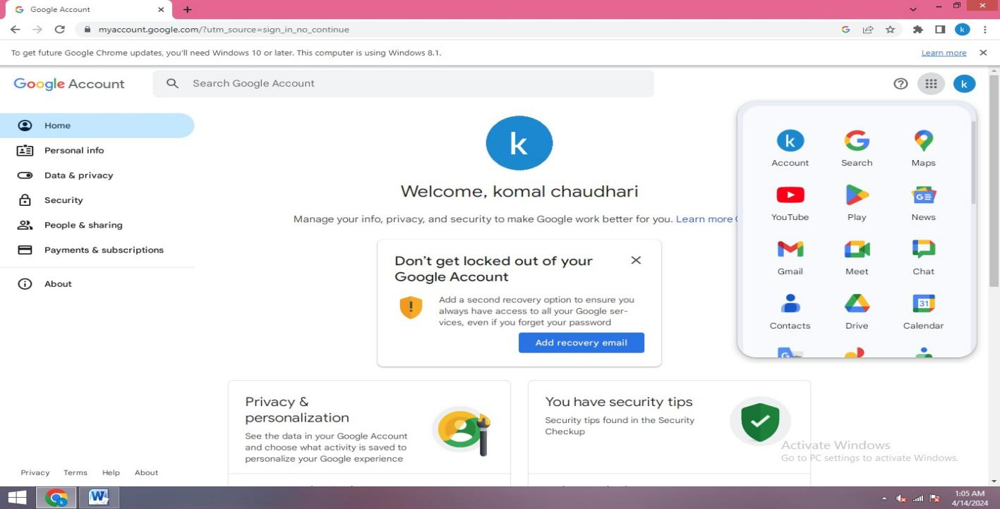 Google Account
myaccount.google.com/?utm_source=sign_in_no_continue
k
To get future Google Chrome updates, you'll need Windows 10 or later. This computer is using Windows 8.1.
Learn more
Google Account
Search Google Account
k
Home
Personal info
Data & privacy
Security
People & sharing
Payments & subscriptions
About
k
Welcome, komal chaudhari
Manage your info, privacy, and security to make Google work better for you. Learn more
Don't get locked out of your
Google Account
Add a second recovery option to ensure you
always have access to all your Google ser-
vices, even if you forget your password
Add recovery email
k
Account
Search
Maps
YouTube
Play
News
Gmail
Meet
Chat
31
Contacts
Drive
Calendar
Privacy &
personalization
See the data in your Google Account
and choose what activity is saved to
personalize your Google experience
You have security tips
Security tips found in the Security
Checkup
Activate Windows
Go to PC settings to activate Windows.
Privacy
Terms
Help
About
1:05 AM
4/14/2024